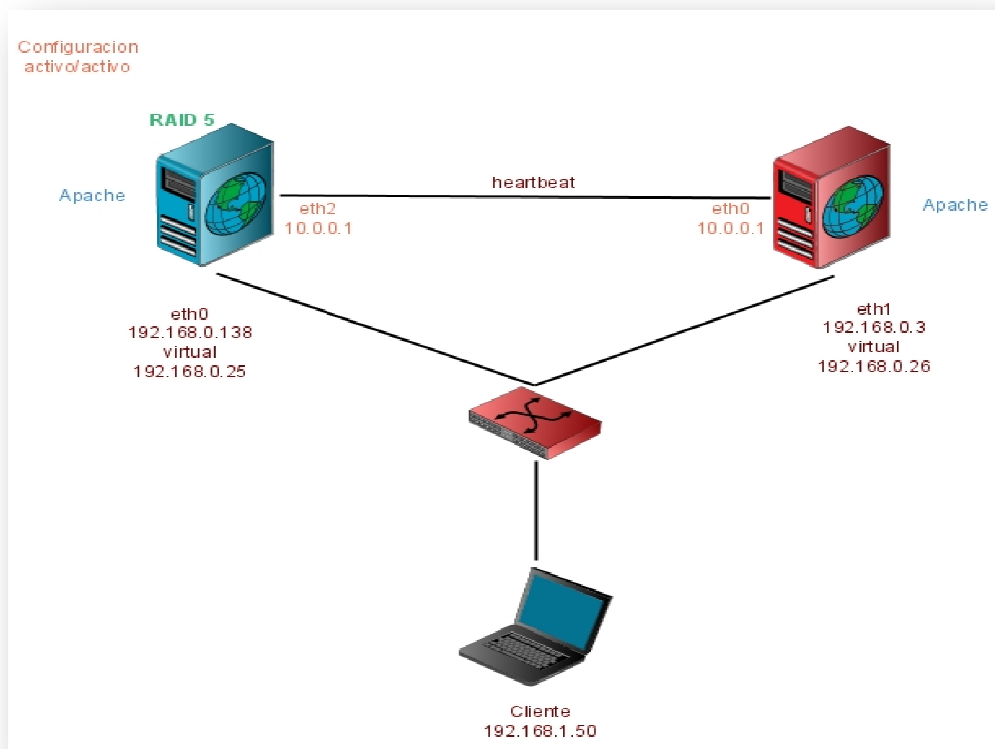 Configuracion
activo/activo
RAID 5
Apache
heartbeat
Apache
eth2
10.0.0.1
eth0
10.0.0.1
eth0
192.168.0.138
virtual
192.168.0.25
eth1
192.168.0.3
virtual
192.168.0.26
Cliente
192.168.1.50